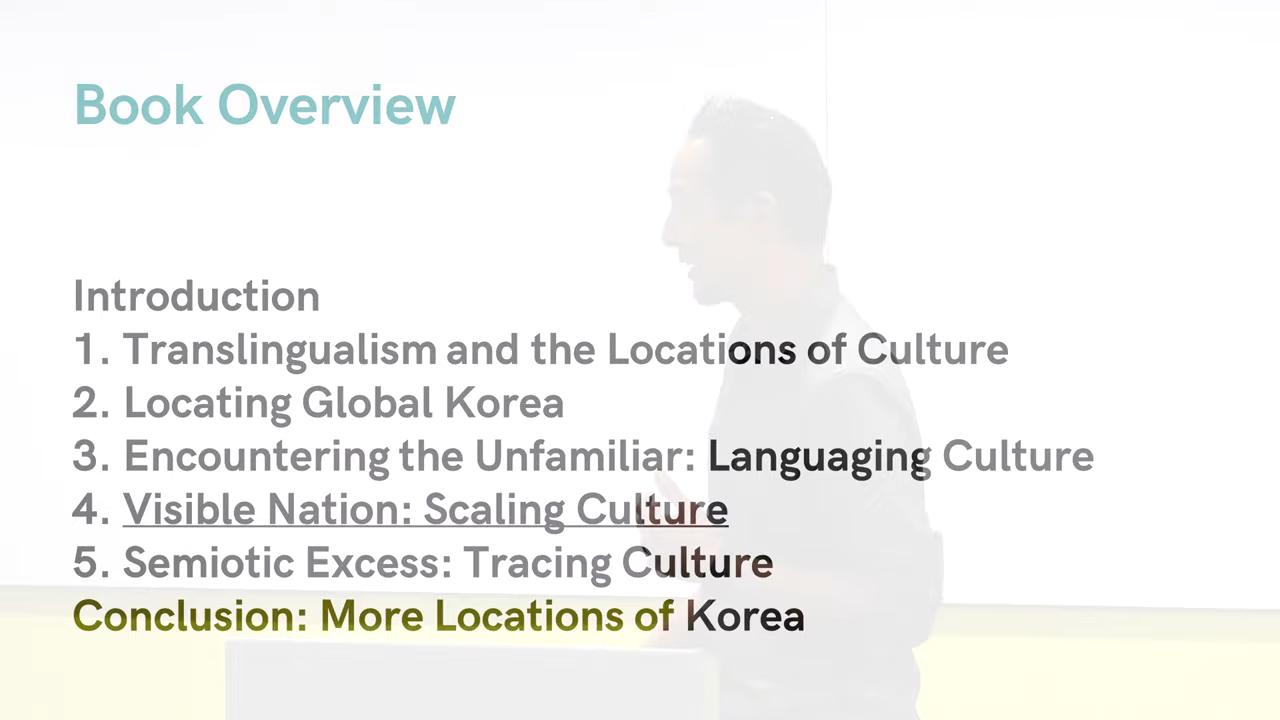 Book Overview
Introduction
1. Translingualism and the Locations of Culture
2. Locating Global Korea
3. Encountering the Unfamiliar: Languaging Culture
4. Visible Nation: Scaling Culture
5. Semiotic Excess: Tracing Culture
Conclusion: More Locations of Korea